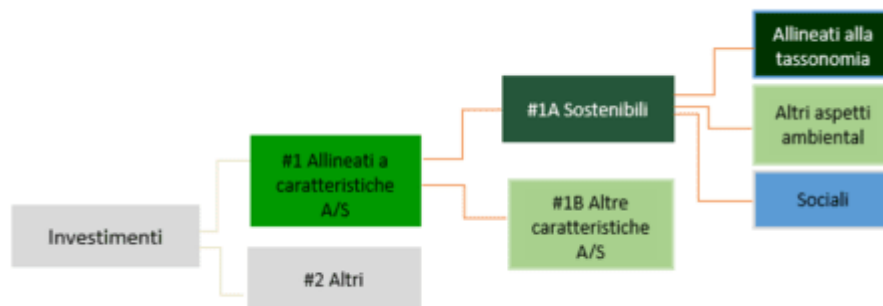 Investimenti
#1 Allineati a
caratteristiche
A/S
#2 Altri
#1A Sostenibili
#1B Altre
caratteristiche
A/S
Allineati alla
tassonomia
Altri aspetti
ambiental
Sociali